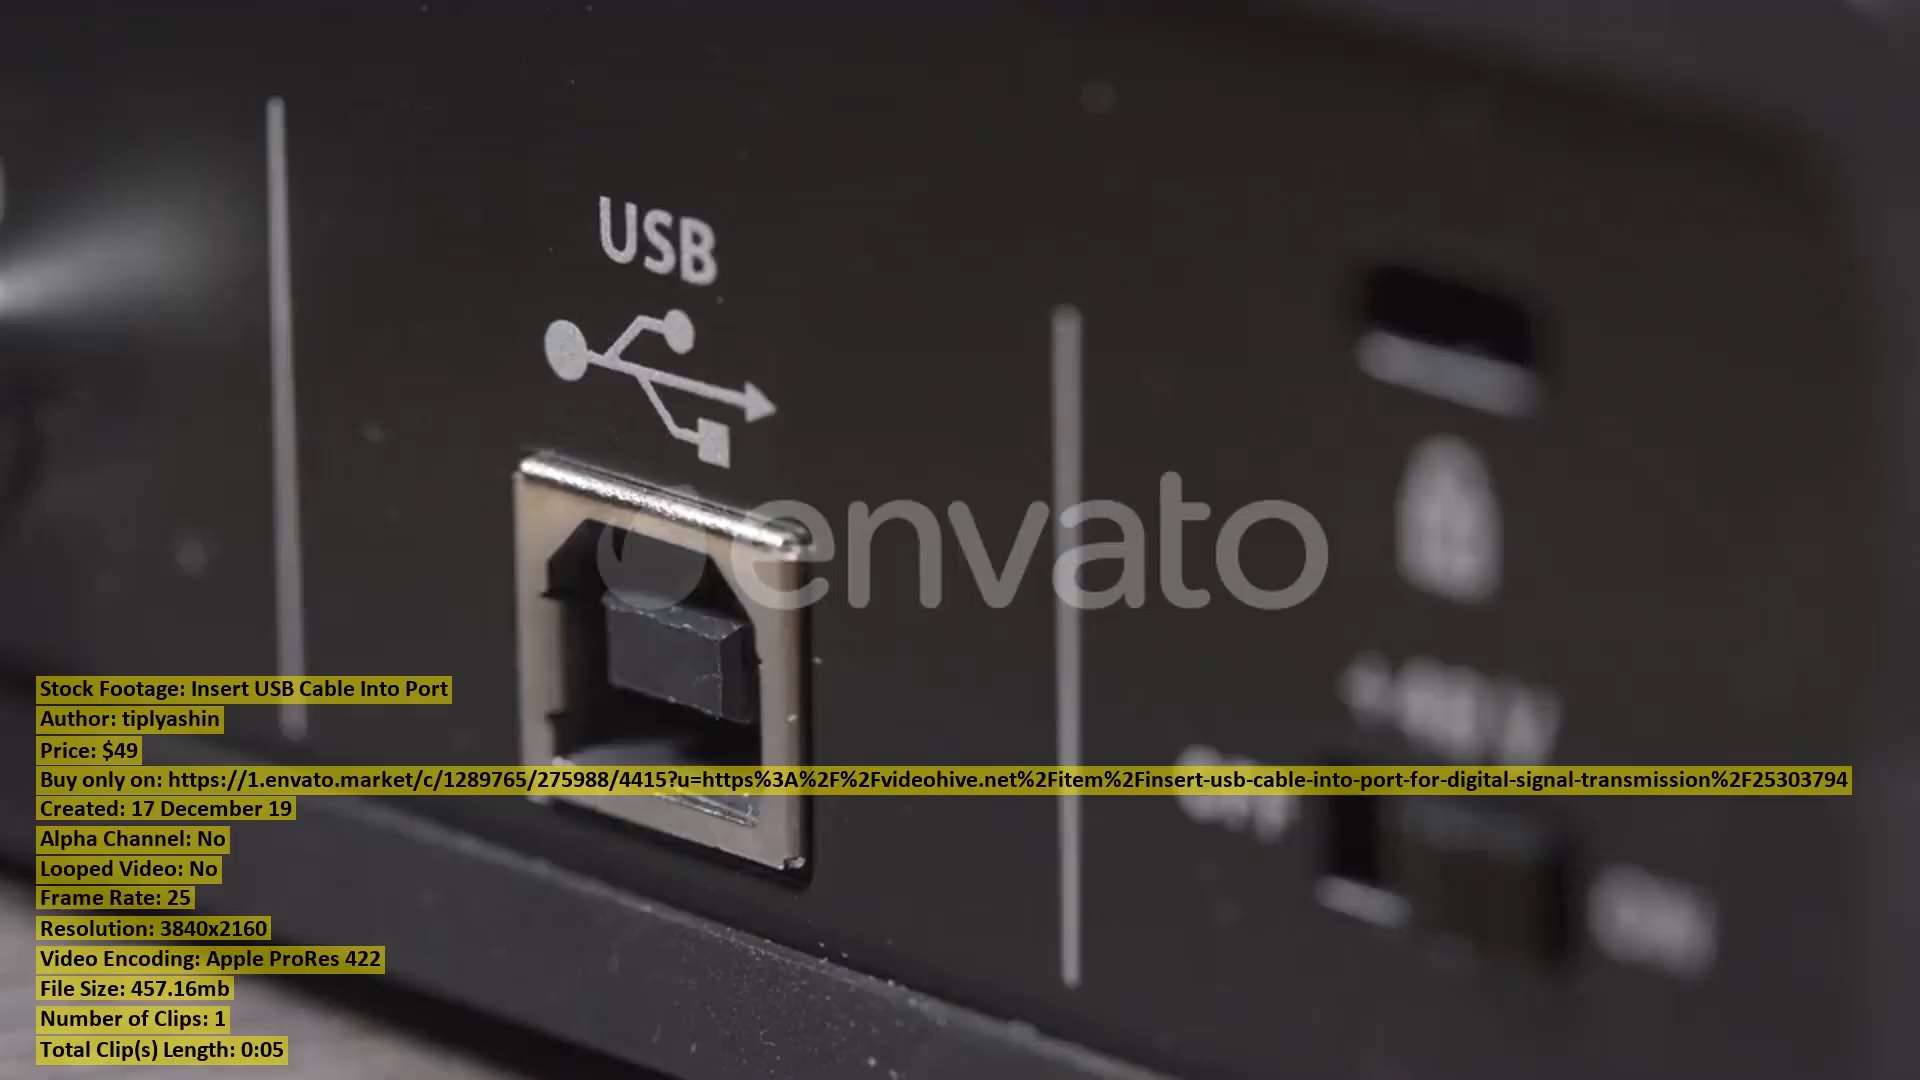 USB
envato
Stock Footage: Insert USB Cable Into Port
Author: tiplyashin
Price: $49
Buy only on: https://1.envato.market/c/1289765/275988/4415?u=https%3A%2F%2Fvideohive.net%2Fitem%2Finsert-usb-cable-into-port-for-digital-signal-transmission%2F25303794
Created: 17 December 19
Alpha Channel: No
Looped Video: No
Frame Rate: 25
Resolution: 3840x2160
Video Encoding: Apple ProRes 422
File Size: 457.16mb
Number of Clips: 1
Total Clip(s) Length: 0:05